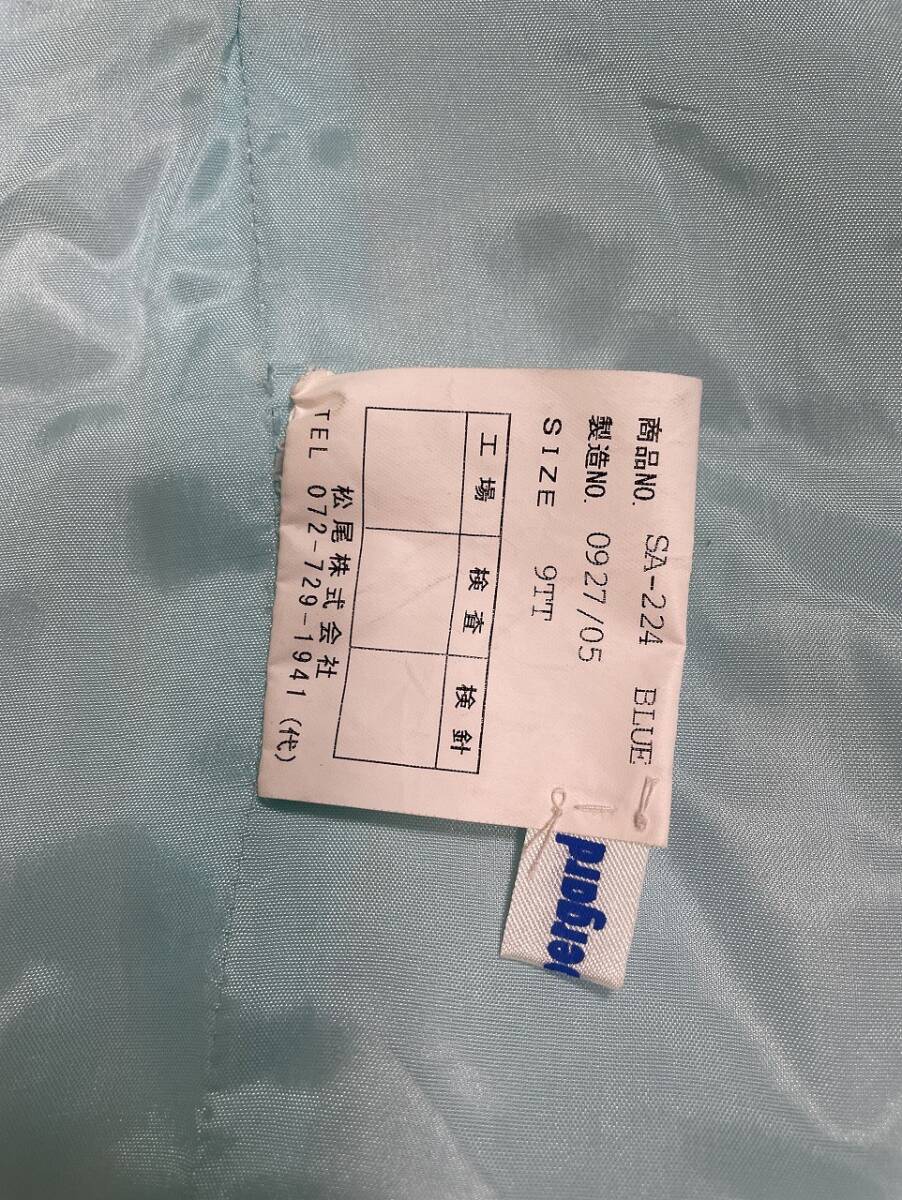 商品NO. SA-224 BLUE
製造NO. 0927/05
SIZE 9TT
工場 検査 検針
松尾株式会社
TEL 072-729-1941(代)